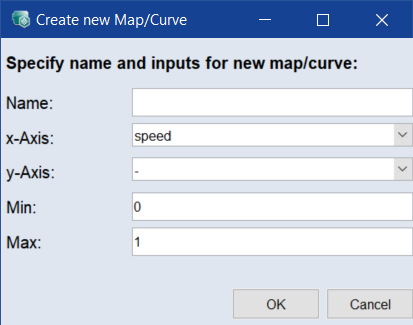 Create new Map/Curve
Specify name and inputs for new map/curve:
Name:
x-Axis: speed
y-Axis: -
Min: 0
Max: 1
OK Cancel